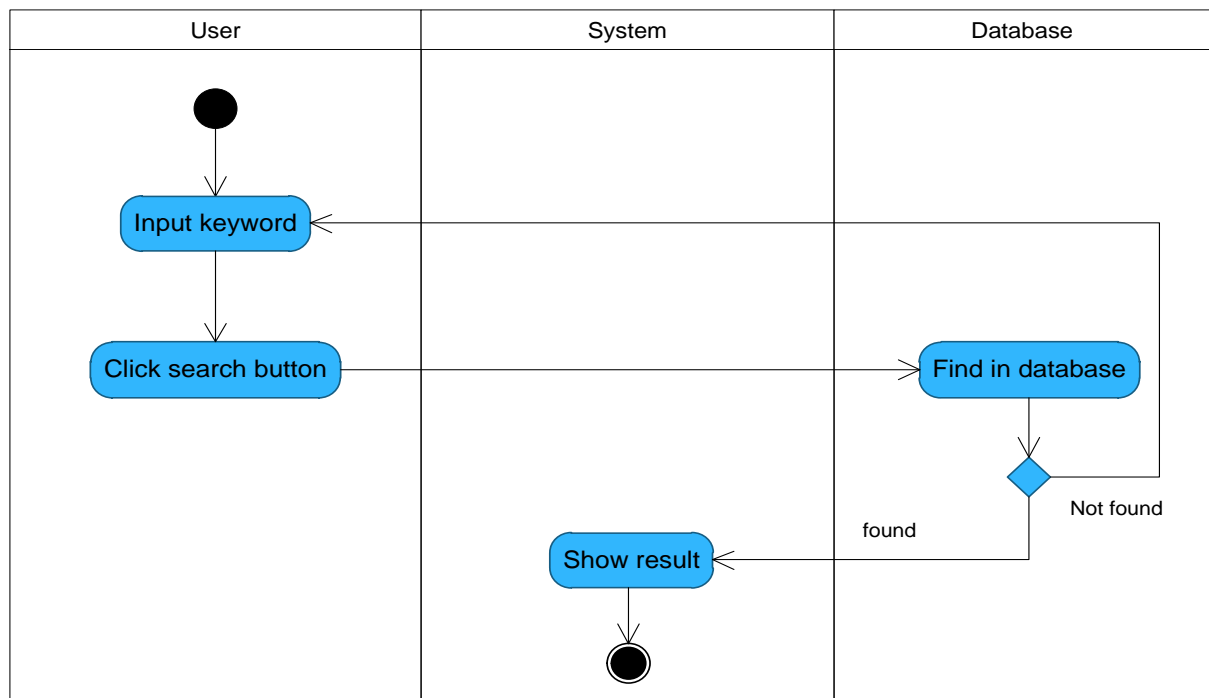 User
System
Database
Input keyword
Click search button
Find in database
Not found
found
Show result